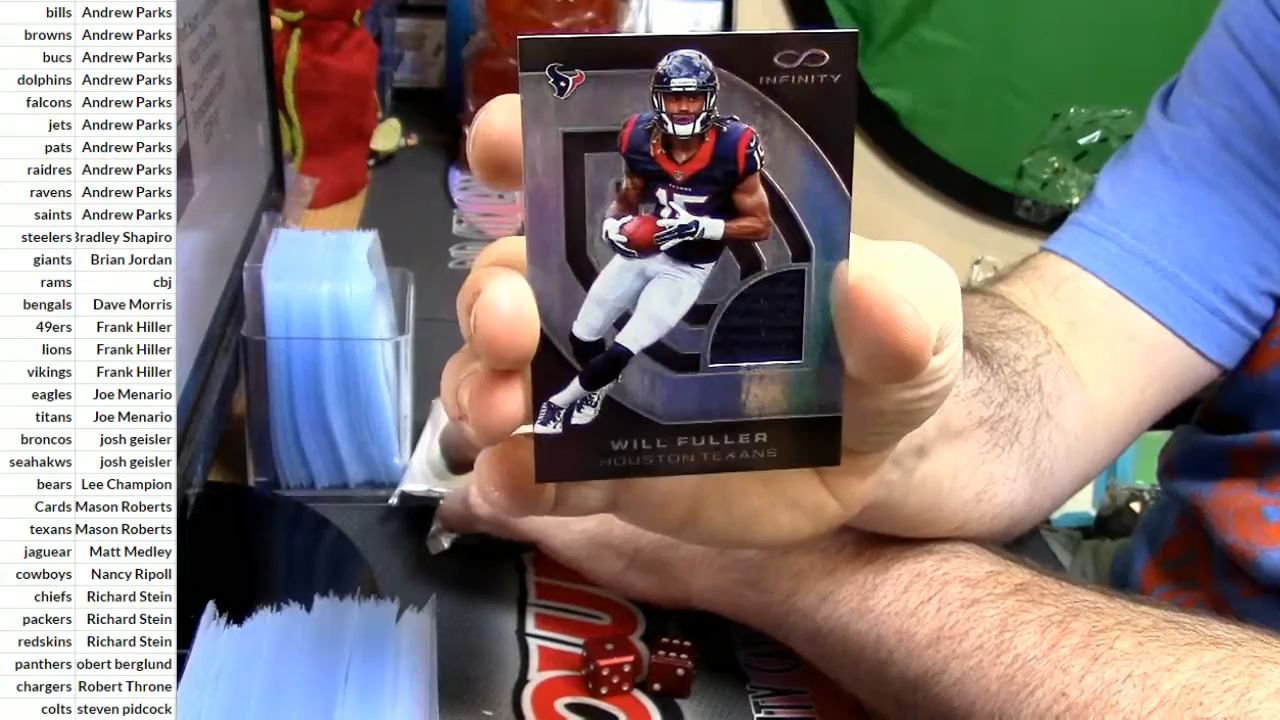 bills Andrew Parks
browns Andrew Parks
bucs Andrew Parks
dolphins Andrew Parks
falcons Andrew Parks
jets Andrew Parks
pats Andrew Parks
raidres Andrew Parks
ravens Andrew Parks
saints Andrew Parks
steelers Bradley Shapiro
giants Brian Jordan
rams cbj
bengals Dave Morris
49ers Frank Hiller
lions Frank Hiller
vikings Frank Hiller
eagles Joe Menario
titans Joe Menario
broncos josh geisler
seahakws josh geisler
bears Lee Champion
Cards Mason Roberts
texans Mason Roberts
jaguear Matt Medley
cowboys Nancy Ripoll
chiefs Richard Stein
packers Richard Stein
redskins Richard Stein
panthers obert berglund
chargers Robert Throne
colts steven pidcock
INFINITY
TEXANS
15
WILL FULLER
HOUSTON TEXANS